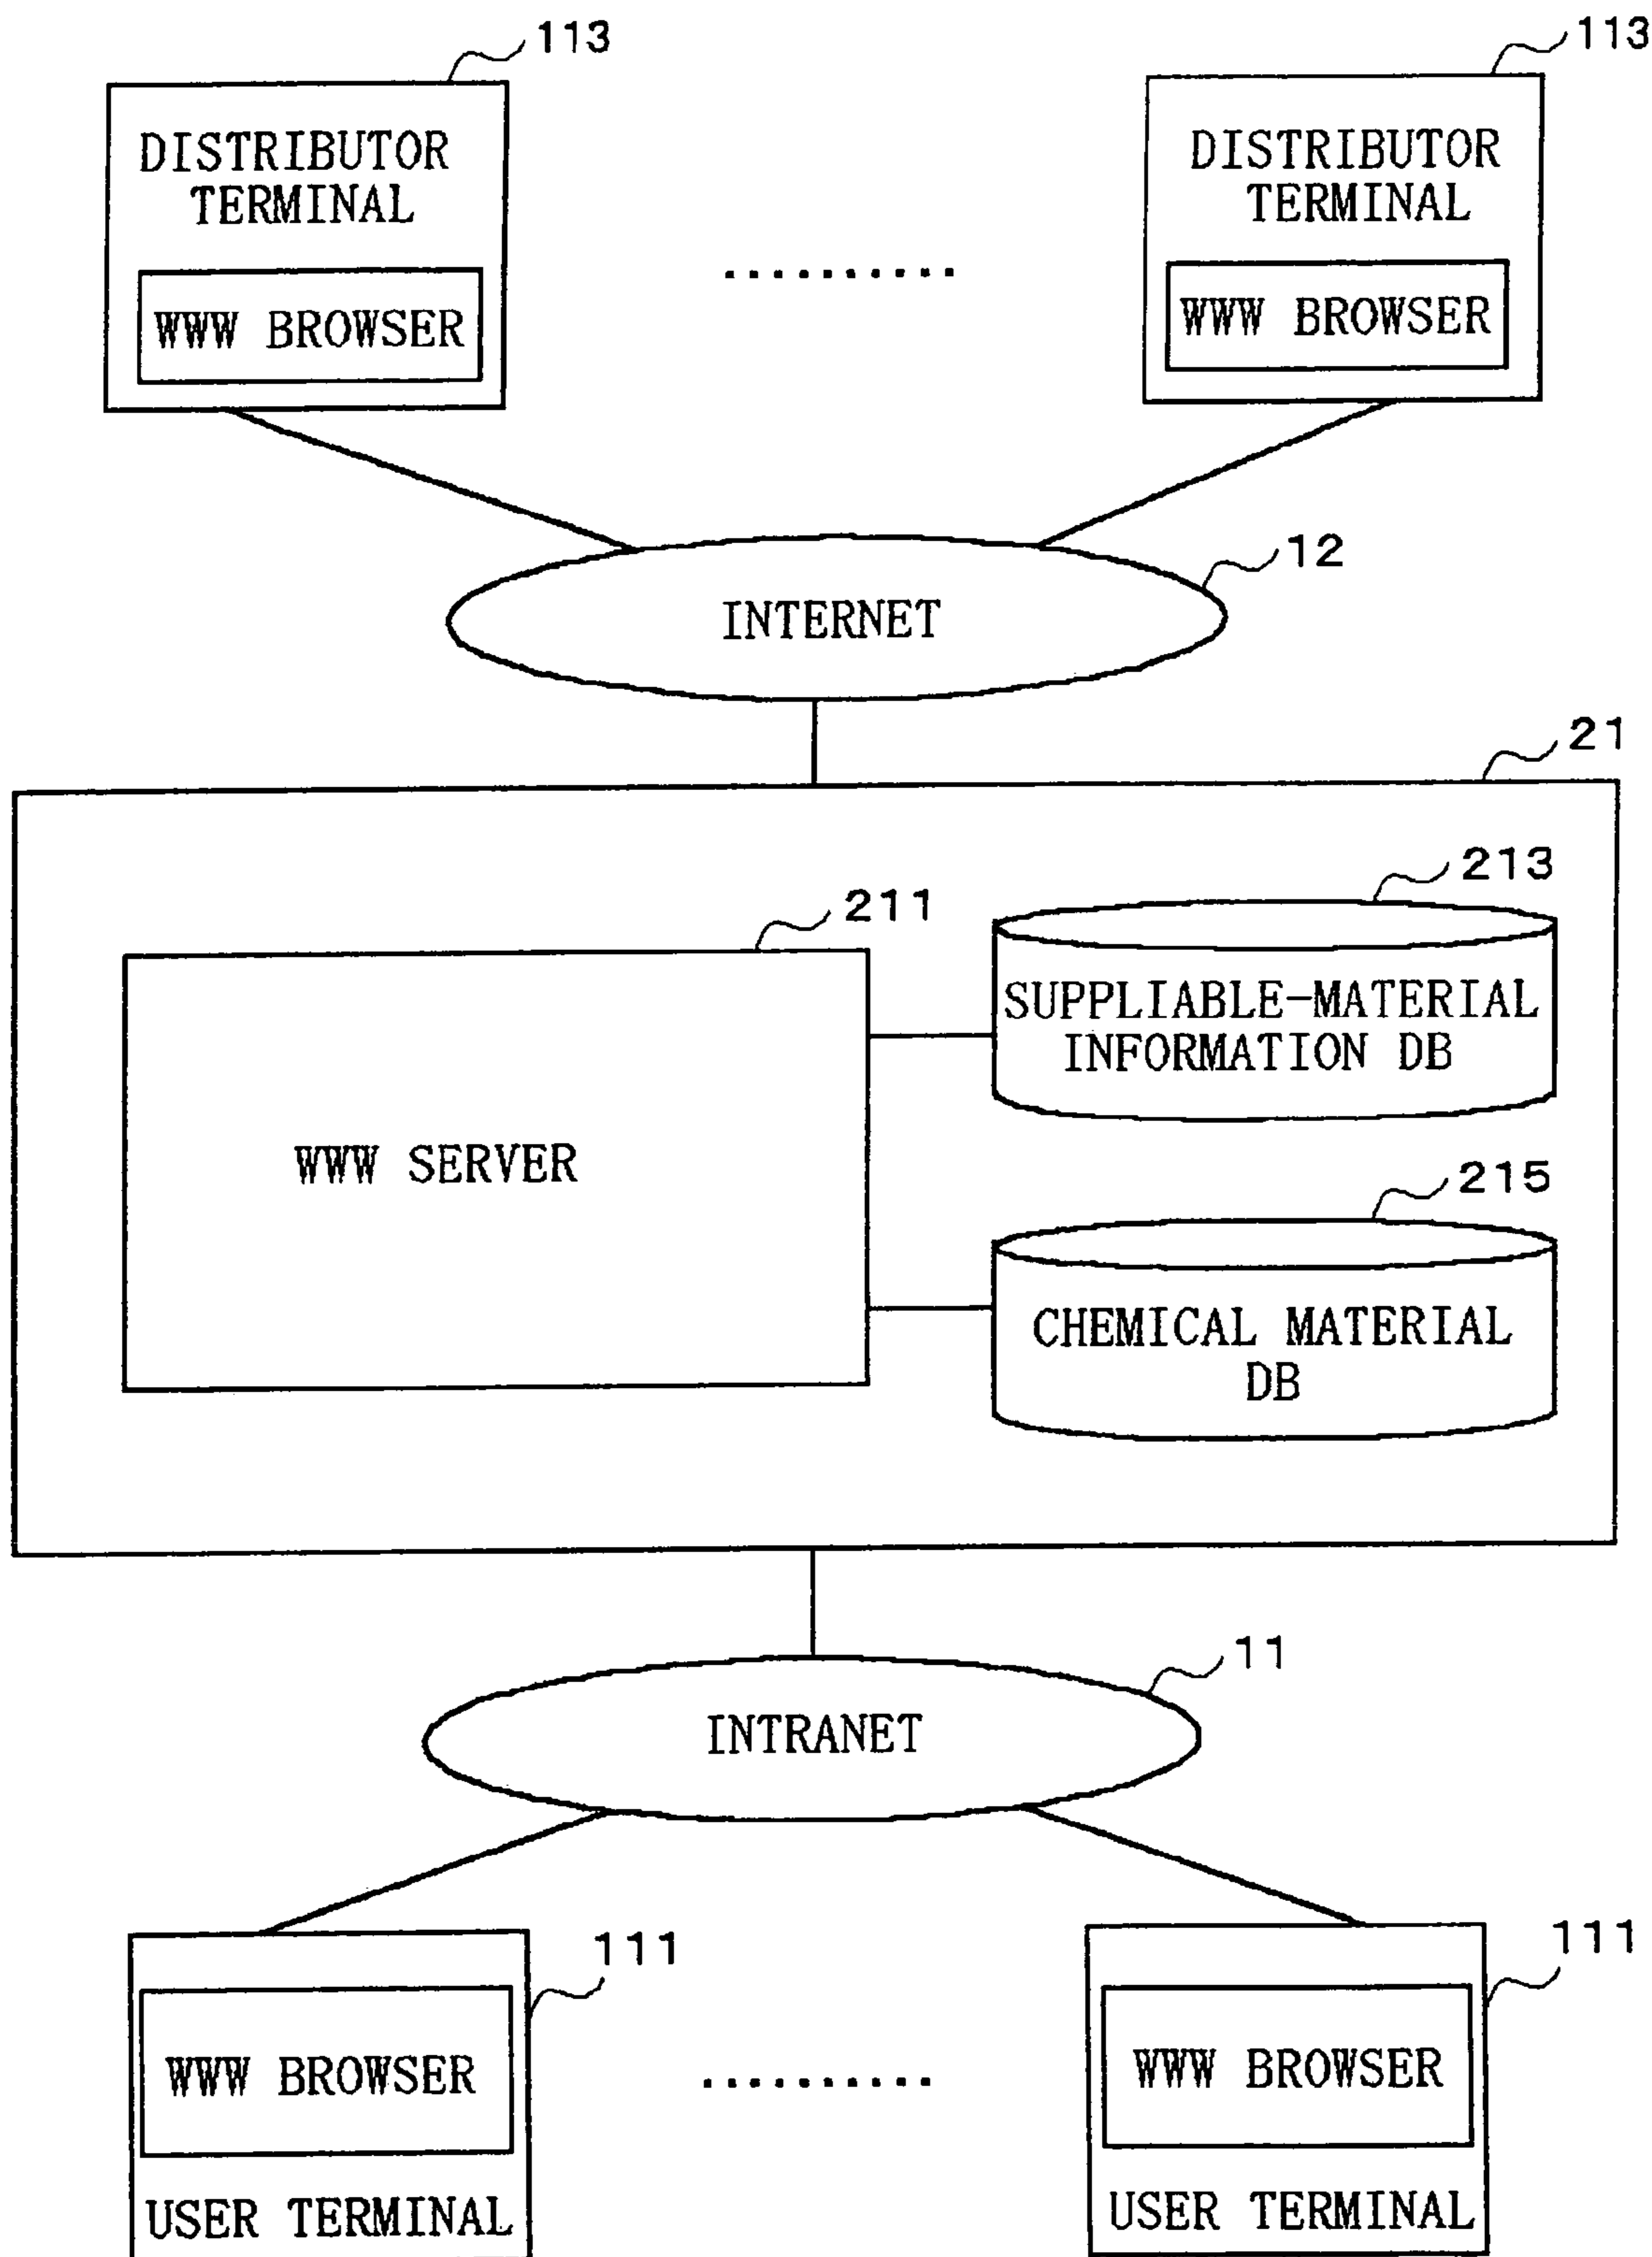 113
113
DISTRIBUTOR
TERMINAL
WWW BROWSER
DISTRIBUTOR
TERMINAL
WWW BROWSER
12
INTERNET
21
213
211
SUPPLIABLE-MATERIAL
INFORMATION DB
WWW SERVER
215
CHEMICAL MATERIAL
DB
11
INTRANET
111
111
WWW BROWSER
USER TERMINAL
WWW BROWSER
USER TERMINAL